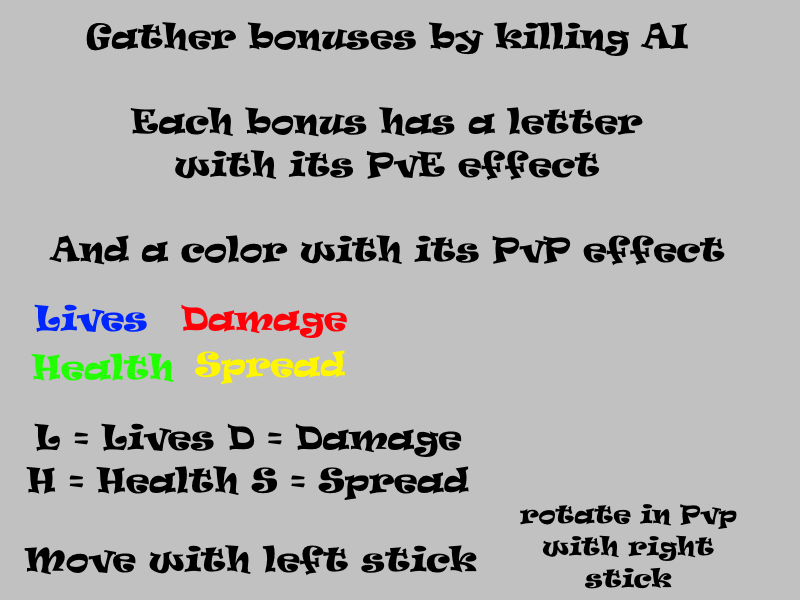 Gather bonuses by killing AI
Each bonus has a letter
with its PvE effect
And a color with its PvP effect
Lives Damage
Health Spread
L = Lives D = Damage
H = Health S = Spread
Move with left stick
rotate in Pvp
with right
stick